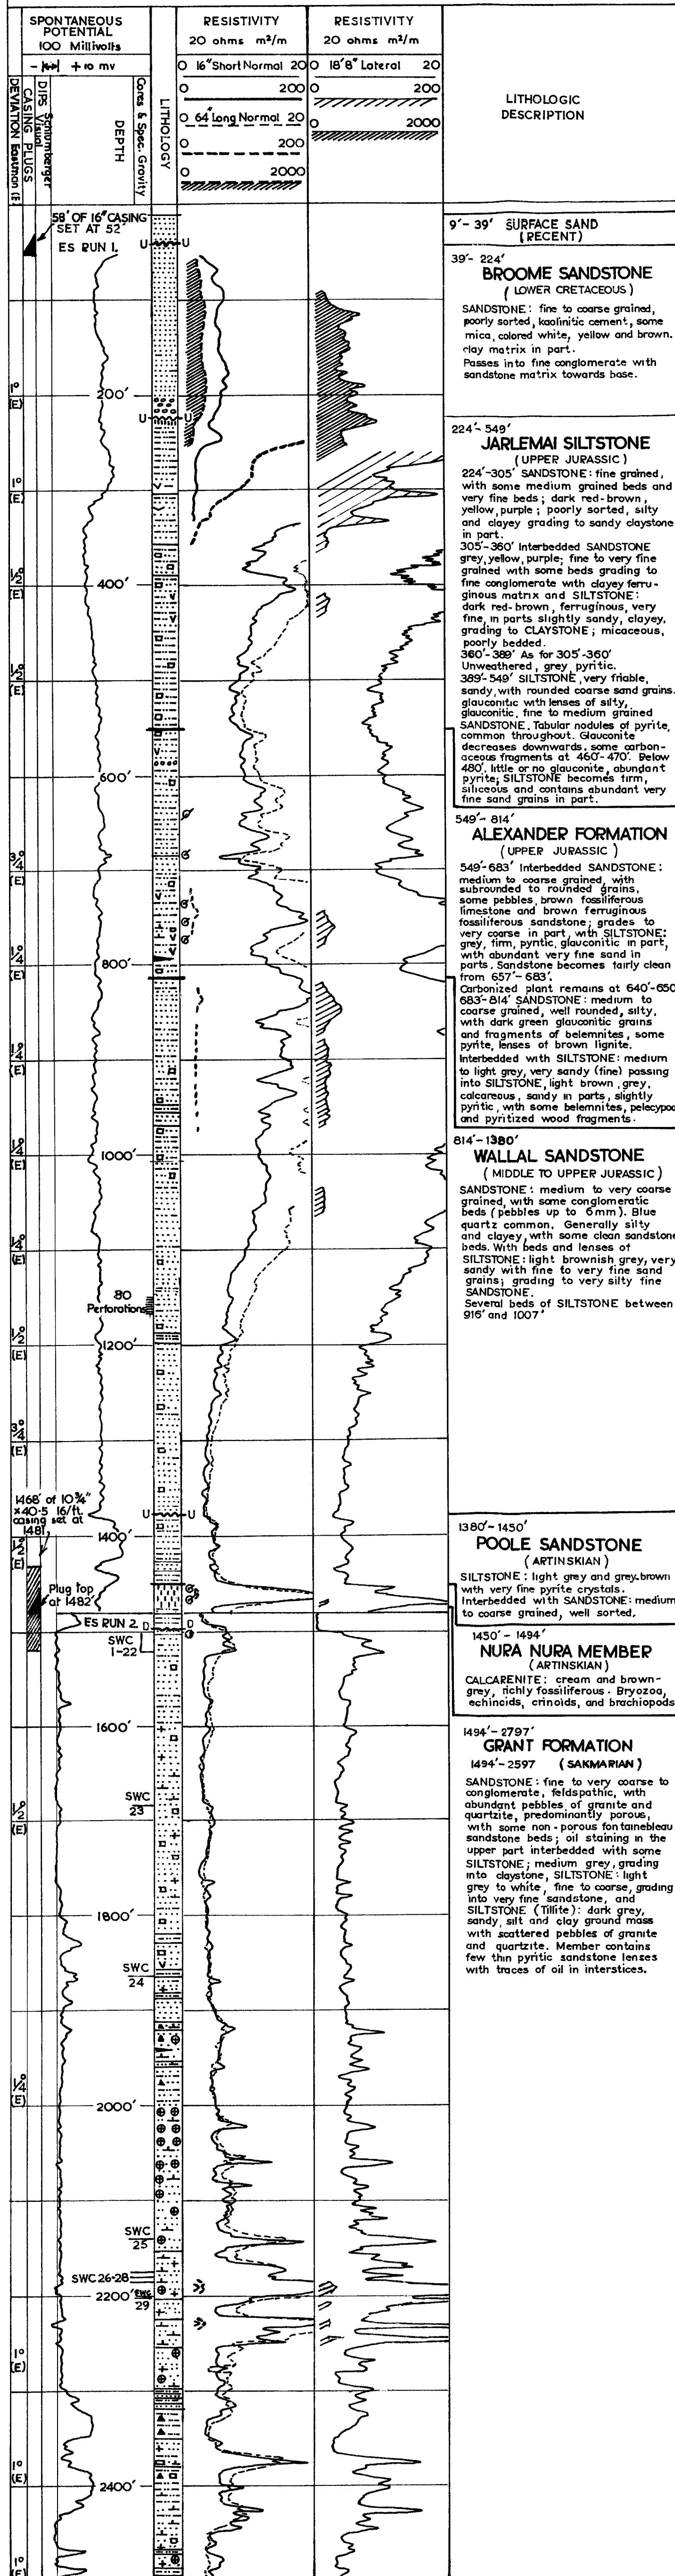 SPONTANEOUS
POTENTIAL
100 Millivolts
- +10 mv
RESISTIVITY
20 ohms m²/m
0 16" Short Normal 20
0 200
0 64" Long Normal 20
0 200
0 2000
RESISTIVITY
20 ohms m²/m
0 18'8" Lateral 20
0 200
0 2000
LITHOLOGIC
DESCRIPTION
DEVIATION Eastman (E)
CASING PLUGS
DIPS Visual
Schlumberger
DEPTH
Cores & Spec. Gravity
LITHOLOGY
58' OF 16" CASING
SET AT 52'
ES RUN 1.
U U
200'
U U
400'
600'
800'
1000'
80
Perforations
1200'
1468' of 10¾"
×40.5 16/ft.
casing set at
1481'
U U
1400'
Plug top
at 1482'
ES RUN 2. D D
SWC
1-22
1600'
SWC
23
1800'
SWC
24
2000'
SWC
25
SWC 26-28
2200'
SWC
29
2400'
1°
(E)
1°
(E)
½°
(E)
½°
(E)
¾°
(E)
¼°
(E)
¼°
(E)
¼°
(E)
¼°
(E)
½°
(E)
¾°
(E)
½°
(E)
½°
(E)
¼°
(E)
1°
(E)
1°
(E)
1°
(E)
9'- 39' SURFACE SAND
(RECENT)
39'- 224'
BROOME SANDSTONE
(LOWER CRETACEOUS)
SANDSTONE: fine to coarse grained,
poorly sorted, kaolinitic cement, some
mica, colored white, yellow and brown.
clay matrix in part.
Passes into fine conglomerate with
sandstone matrix towards base.
224'- 549'
JARLEMAI SILTSTONE
(UPPER JURASSIC)
224'-305' SANDSTONE: fine grained,
with some medium grained beds and
very fine beds; dark red-brown,
yellow, purple; poorly sorted, silty
and clayey grading to sandy claystone
in part.
305'-360' Interbedded SANDSTONE
grey, yellow, purple; fine to very fine
grained with some beds grading to
fine conglomerate with clayey ferru-
ginous matrix and SILTSTONE:
dark red-brown, ferruginous, very
fine, in parts slightly sandy, clayey,
grading to CLAYSTONE; micaceous,
poorly bedded.
360'-389' As for 305'-360'
Unweathered, grey, pyritic.
389'-549' SILTSTONE, very friable,
sandy, with rounded coarse sand grains.
glauconitic with lenses of silty,
glauconitic, fine to medium grained
SANDSTONE. Tabular nodules of pyrite,
common throughout. Glauconite
decreases downwards, some carbon-
aceous fragments at 460'-470'. Below
480', little or no glauconite, abundant
pyrite; SILTSTONE becomes firm,
siliceous and contains abundant very
fine sand grains in part.
549'- 814'
ALEXANDER FORMATION
(UPPER JURASSIC)
549'-683' Interbedded SANDSTONE:
medium to coarse grained, with
subrounded to rounded grains,
some pebbles, brown fossiliferous
limestone and brown ferruginous
fossiliferous sandstone; grades to
very coarse in part, with SILTSTONE:
grey, firm, pyritic, glauconitic in part,
with abundant very fine sand in
parts. Sandstone becomes fairly clean
from 657'-683'.
Carbonized plant remains at 640'-650
683'-814' SANDSTONE: medium to
coarse grained, well rounded, silty,
with dark green glauconitic grains
and fragments of belemnites, some
pyrite, lenses of brown lignite.
Interbedded with SILTSTONE: medium
to light grey, very sandy (fine) passing
into SILTSTONE, light brown, grey,
calcareous, sandy in parts, slightly
pyritic, with some belemnites, pelecypod
and pyritized wood fragments.
814'-1380'
WALLAL SANDSTONE
(MIDDLE TO UPPER JURASSIC)
SANDSTONE: medium to very coarse
grained, with some conglomeratic
beds (pebbles up to 6mm). Blue
quartz common. Generally silty
and clayey, with some clean sandstone
beds. With beds and lenses of
SILTSTONE: light brownish grey, very
sandy with fine to very fine sand
grains; grading to very silty fine
SANDSTONE.
Several beds of SILTSTONE between
916' and 1007'
1380'- 1450'
POOLE SANDSTONE
(ARTINSKIAN)
SILTSTONE: light grey and grey-brown
with very fine pyrite crystals.
Interbedded with SANDSTONE: medium
to coarse grained, well sorted.
1450' - 1494'
NURA NURA MEMBER
(ARTINSKIAN)
CALCARENITE: cream and brown-
grey, richly fossiliferous. Bryozoa,
echinoids, crinoids, and brachiopods
1494'- 2797'
GRANT FORMATION
1494'- 2597 (SAKMARIAN)
SANDSTONE: fine to very coarse to
conglomerate, feldspathic, with
abundant pebbles of granite and
quartzite, predominantly porous,
with some non-porous fontainebleau
sandstone beds; oil staining in the
upper part interbedded with some
SILTSTONE; medium grey, grading
into claystone, SILTSTONE: light
grey to white, fine to coarse, grading
into very fine sandstone, and
SILTSTONE (Tillite): dark grey,
sandy, silt and clay ground mass
with scattered pebbles of granite
and quartzite. Member contains
few thin pyritic sandstone lenses
with traces of oil in interstices.